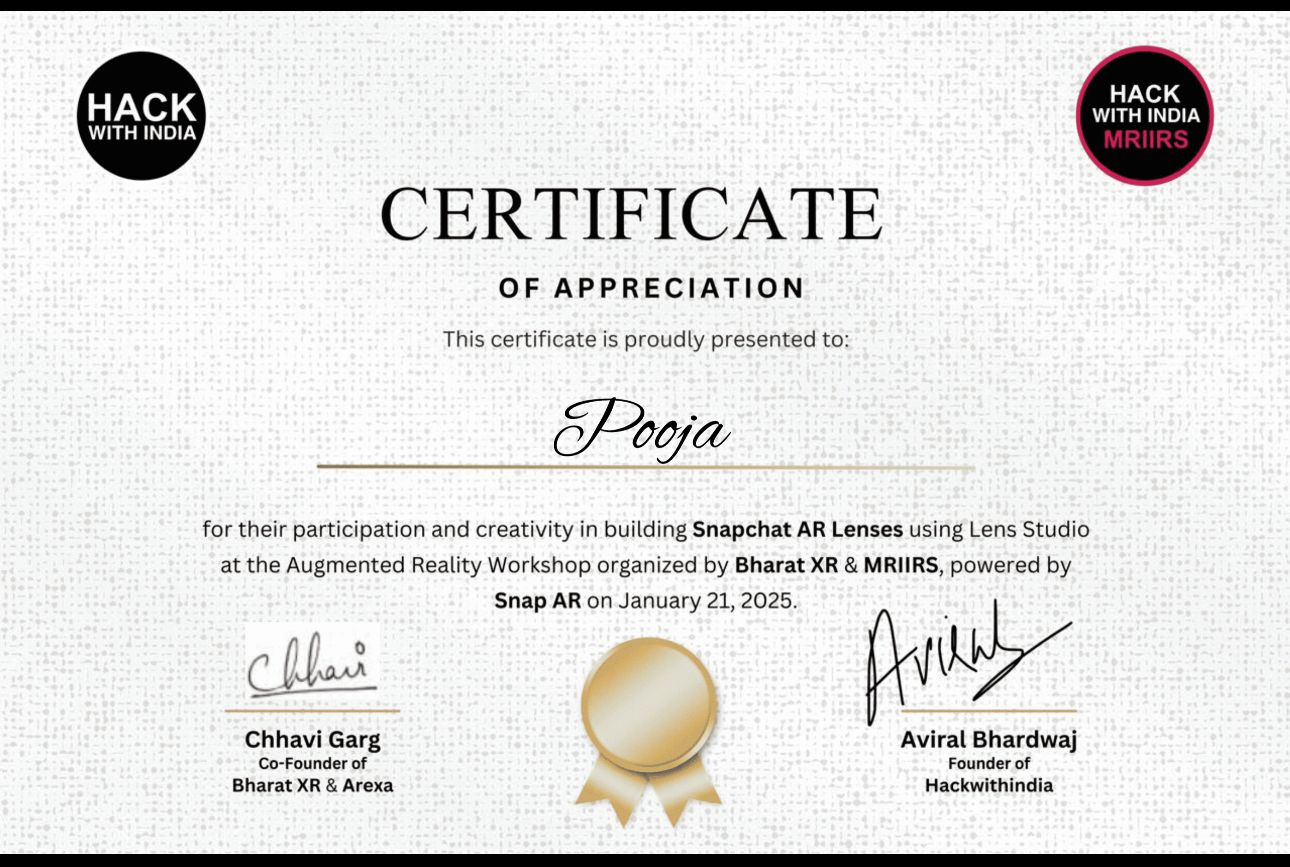 HACK
WITH INDIA
HACK
WITH INDIA
MRIIRS
CERTIFICATE
OF APPRECIATION
This certificate is proudly presented to:
Pooja
for their participation and creativity in building Snapchat AR Lenses using Lens Studio
at the Augmented Reality Workshop organized by Bharat XR & MRIIRS, powered by
Snap AR on January 21, 2025.
Chhavi
Aviral
Chhavi Garg
Co-Founder of
Bharat XR & Arexa
Aviral Bhardwaj
Founder of
Hackwithindia